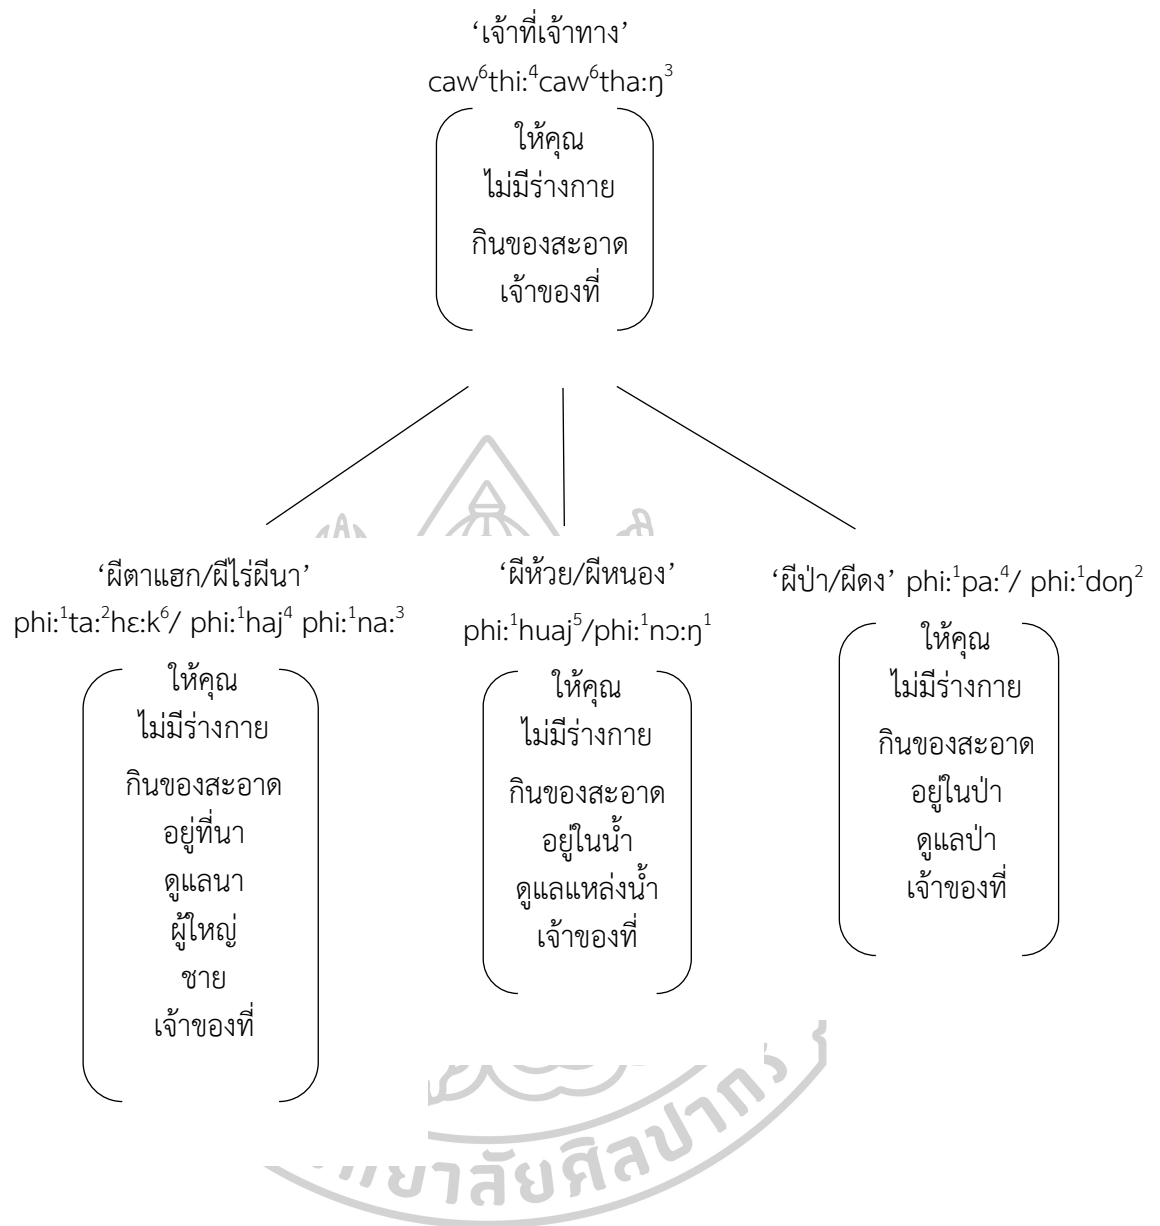 ‘เจ้าที่เจ้าทาง’
caw⁶thi:⁴caw⁶tha:ŋ³
ให้คุณ
ไม่มีร่างกาย
กินของสะอาด
เจ้าของที่
‘ผีตาแฮก/ผีไร่ผีนา’
phi:¹ta:²hɛ:k⁶/ phi:¹haj⁴ phi:¹na:³
ให้คุณ
ไม่มีร่างกาย
กินของสะอาด
อยู่ที่นา
ดูแลนา
ผู้ใหญ่
ชาย
เจ้าของที่
‘ผีห้วย/ผีหนอง’
phi:¹huaj⁵/phi:¹nɔ:ŋ¹
ให้คุณ
ไม่มีร่างกาย
กินของสะอาด
อยู่ในน้ำ
ดูแลแหล่งน้ำ
เจ้าของที่
‘ผีป่า/ผีดง’ phi:¹pa:⁴/ phi:¹doŋ²
ให้คุณ
ไม่มีร่างกาย
กินของสะอาด
อยู่ในป่า
ดูแลป่า
เจ้าของที่